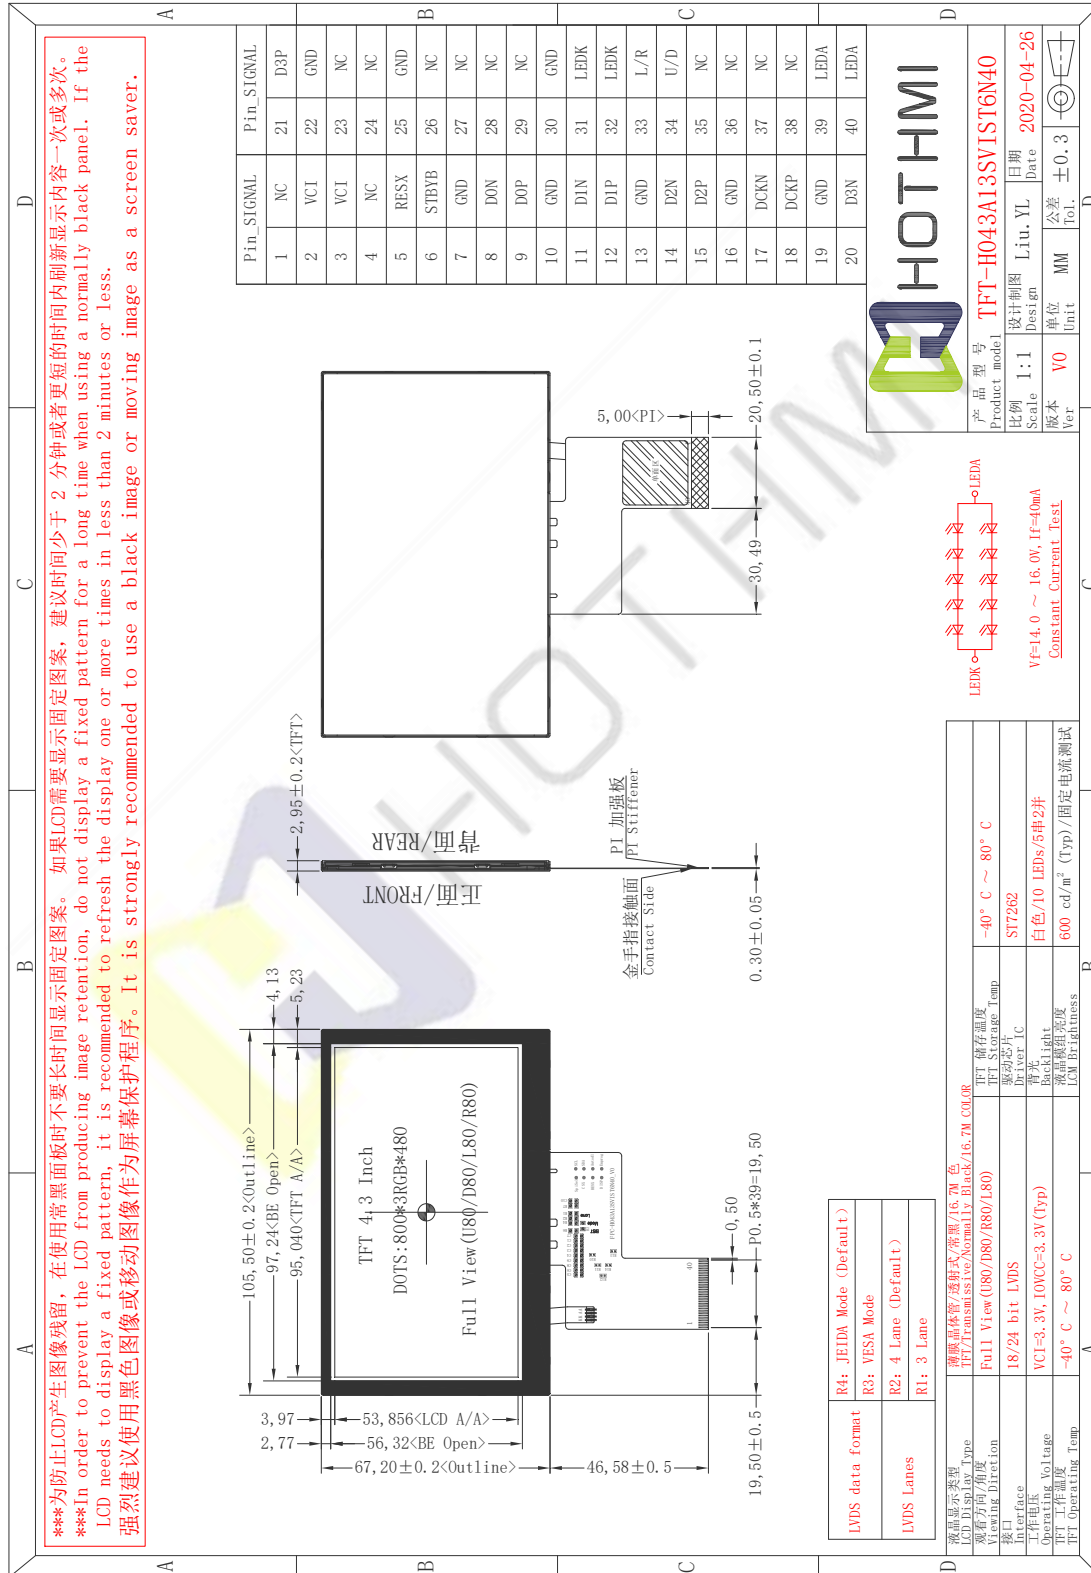 ***为防止LCD产生图像残留，在使用常黑面板时不要长时间显示固定图案。 如果LCD需要显示固定图案，建议时间少于 2 分钟或者更短的时间内刷新显示内容一次或多次。
***In order to prevent the LCD from producing image retention, do not display a fixed pattern for a long time when using a normally black panel. If the
LCD needs to display a fixed pattern, it is recommended to refresh the display one or more times in less than 2 minutes or less.
强烈建议使用黑色图像或移动图像作为屏幕保护程序。It is strongly recommended to use a black image or moving image as a screen saver.
A
B
C
D
A
B
C
D
A
B
C
D
A
B
C
D
105,50±0.2<Outline>
97,24<BE Open>
95,040<TFT A/A>
4,13
5,23
3,97
2,77
53,856<LCD A/A>
56,32<BE Open>
67,20±0.2<Outline>
46,58±0.5
TFT 4.3 Inch
DOTS:800*3RGB*480
Full View(U80/D80/L80/R80)
FPC-H043A13SVIST6N40 V0
1
40
0,50
P0.5*39=19,50
19,50±0.5
2,95±0.2<TFT>
正面/FRONT
背面/REAR
金手指接触面
Contact Side
PI 加强板
PI Stiffener
0.30±0.05
单面区
5,00<PI>
30,49
20,50±0.1
HOTHMI
Pin_SIGNAL Pin_SIGNAL
1 NC 21 D3P
2 VCI 22 GND
3 VCI 23 NC
4 NC 24 NC
5 RESX 25 GND
6 STBYB 26 NC
7 GND 27 NC
8 D0N 28 NC
9 D0P 29 NC
10 GND 30 GND
11 D1N 31 LEDK
12 D1P 32 LEDK
13 GND 33 L/R
14 D2N 34 U/D
15 D2P 35 NC
16 GND 36 NC
17 DCKN 37 NC
18 DCKP 38 NC
19 GND 39 LEDA
20 D3N 40 LEDA
LVDS data format
R4: JEIDA Mode (Default)
R3: VESA Mode
LVDS Lanes
R2: 4 Lane (Default)
R1: 3 Lane
液晶显示类型
LCD Display Type
薄膜晶体管/透射式/常黑/16.7M 色
TFT/Transmissive/Normally Black/16.7M COLOR
观看方向/角度
Viewing Diretion
Full View(U80/D80/R80/L80)
接口
Interface
18/24 bit LVDS
工作电压
Operating Voltage
VCI=3.3V, IOVCC=3.3V(Typ)
TFT 工作温度
TFT Operating Temp
-40° C ～ 80° C
TFT 储存温度
TFT Storage Temp
-40° C ～ 80° C
驱动芯片
Driver IC
ST7262
背光
Backlight
白色/10 LEDs/5串2并
液晶模组亮度
LCM Brightness
600 cd/m² (Typ)/固定电流测试
LEDK
LEDA
Vf=14.0 ～ 16.0V, If=40mA
Constant Current Test
HOTHMI
产 品 型 号
Product model
TFT-H043A13SVIST6N40
比例
Scale
1:1
设计制图
Design
Liu.YL
日期
Date
2020-04-26
版本
Ver
V0
单位
Unit
MM
公差
Tol.
±0.3